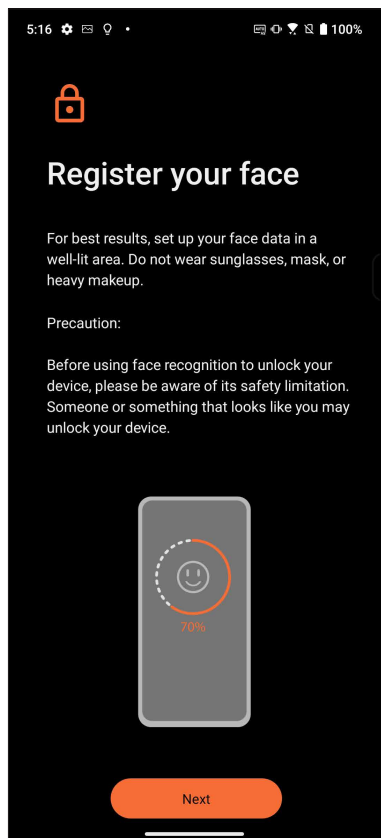 5:16
100%
Register your face
For best results, set up your face data in a
well-lit area. Do not wear sunglasses, mask, or
heavy makeup.
Precaution:
Before using face recognition to unlock your
device, please be aware of its safety limitation.
Someone or something that looks like you may
unlock your device.
70%
Next